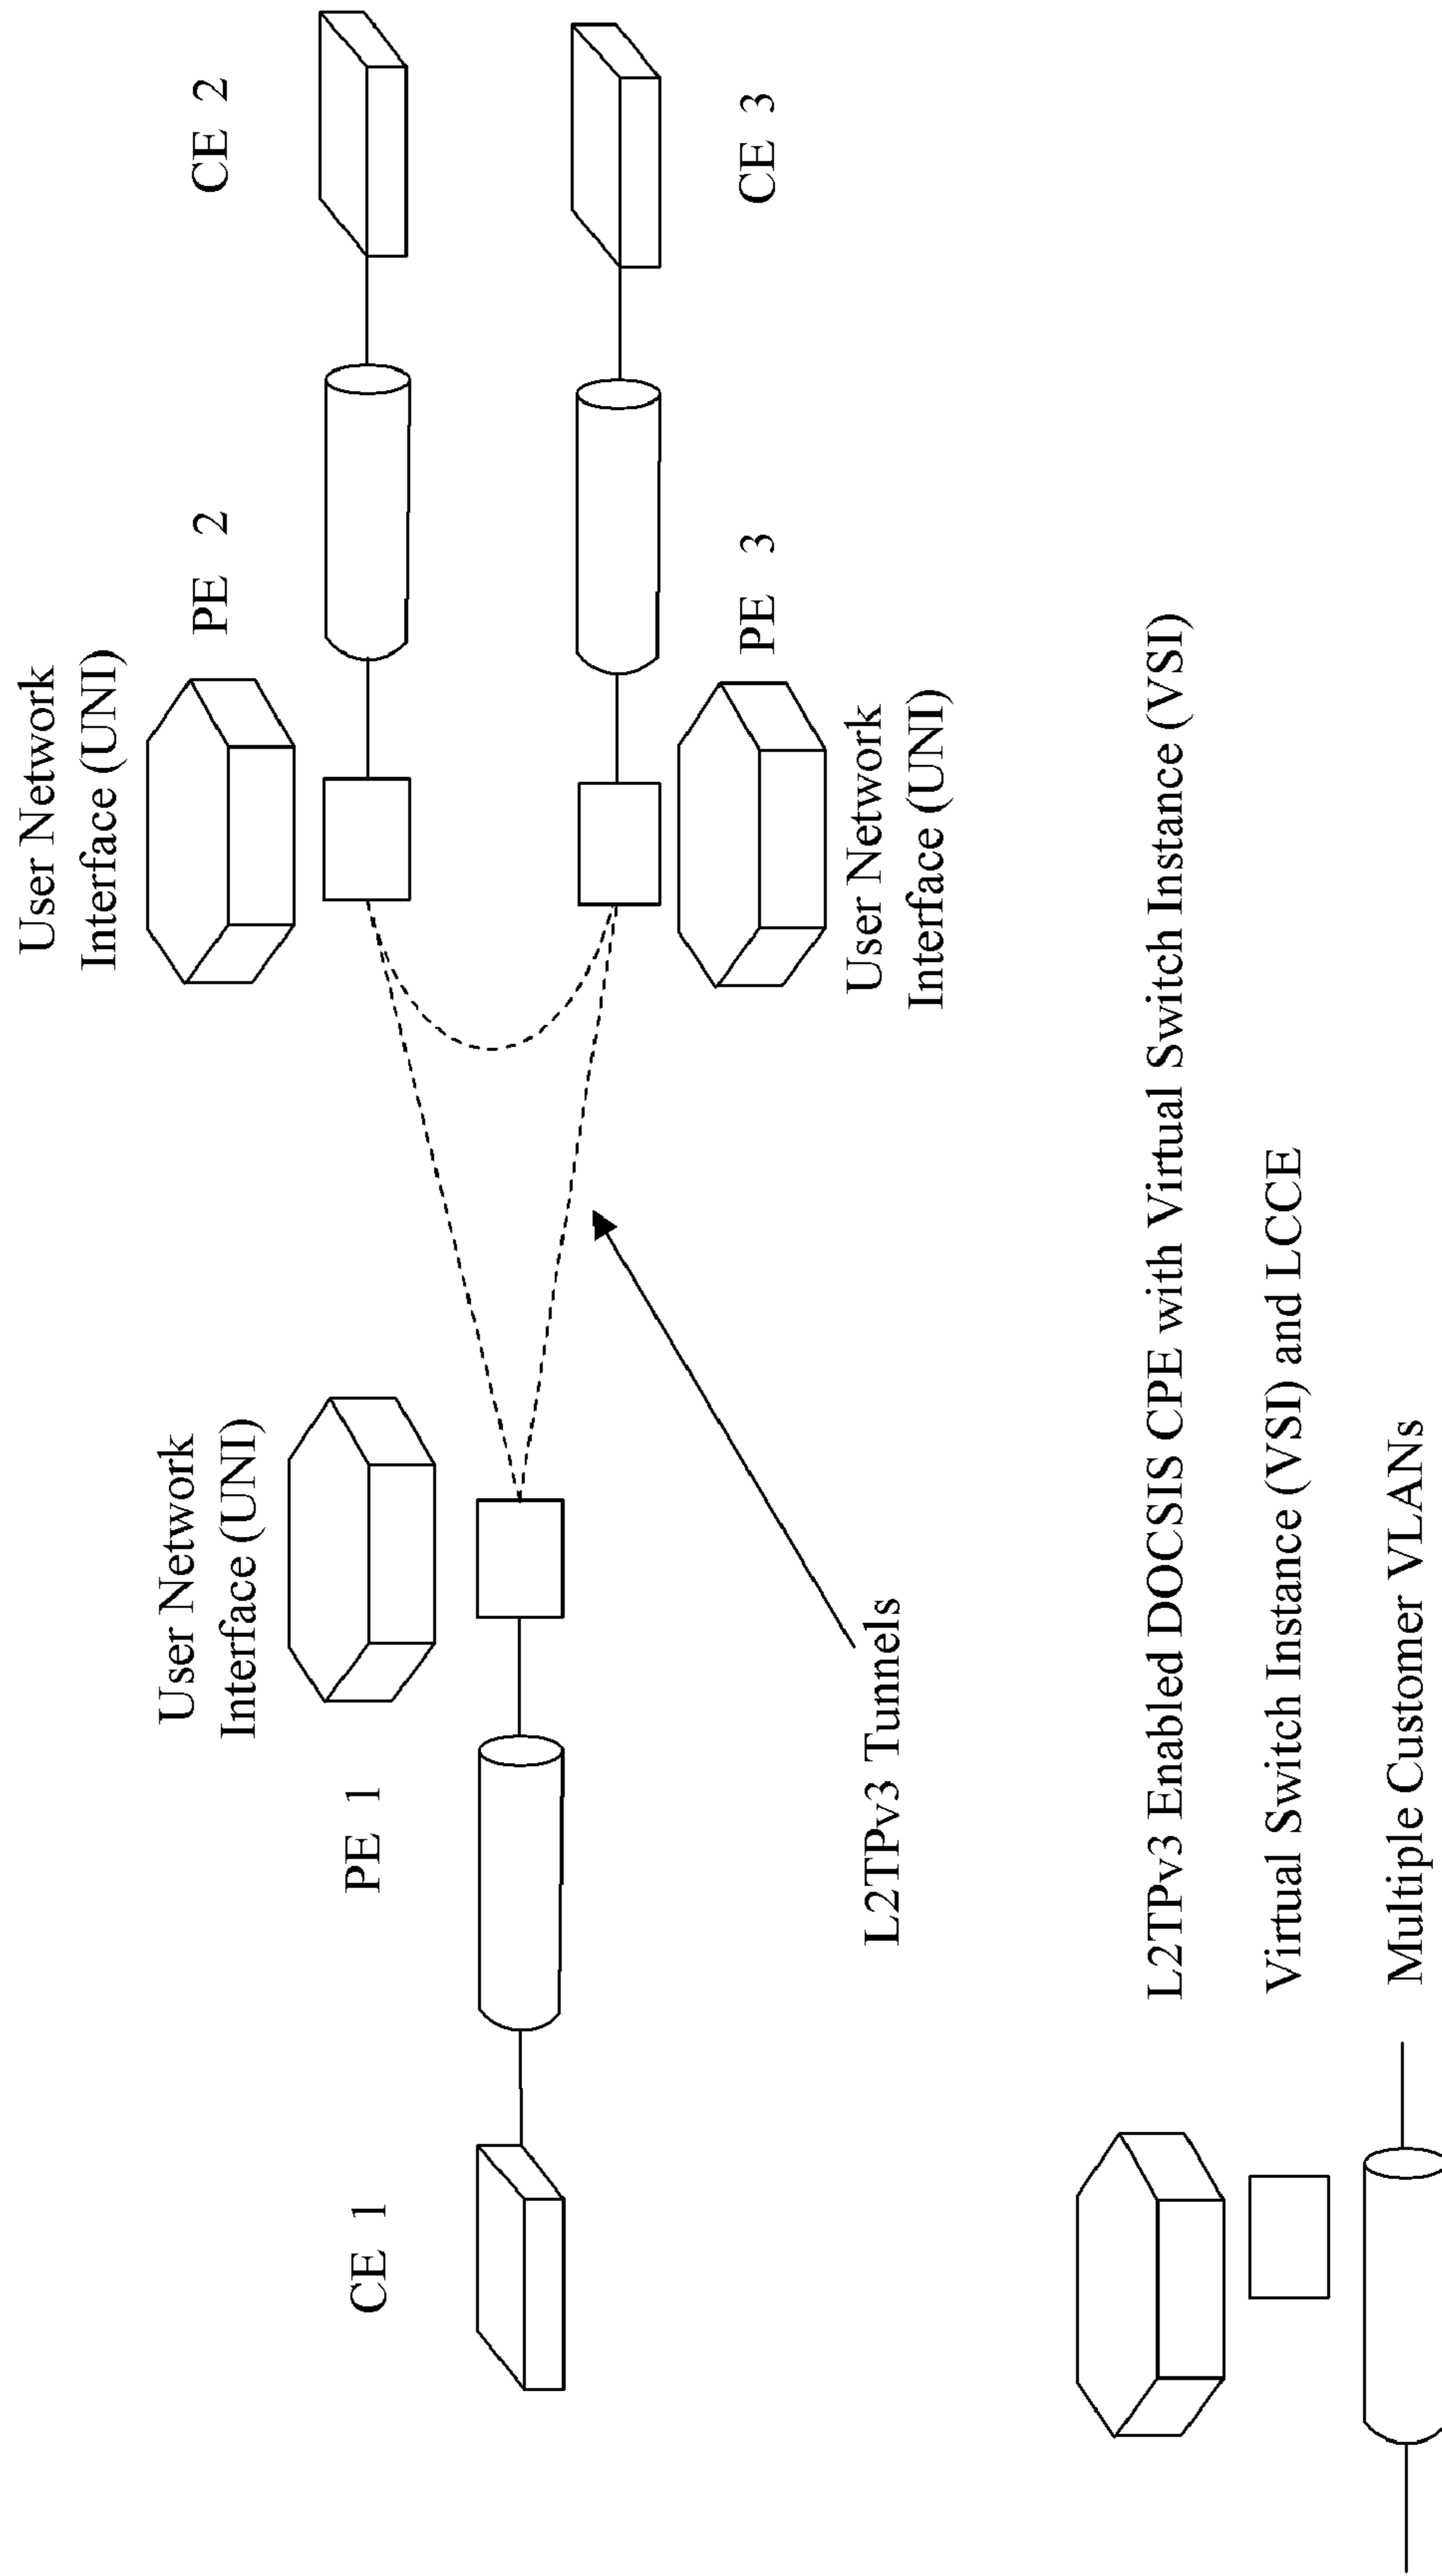 User Network
Interface (UNI)
PE 2
CE 2
User Network
Interface (UNI)
PE 1
CE 1
PE 3
CE 3
User Network
Interface (UNI)
L2TPv3 Tunnels
L2TPv3 Enabled DOCSIS CPE with Virtual Switch Instance (VSI)
Virtual Switch Instance (VSI) and LCCE
Multiple Customer VLANs